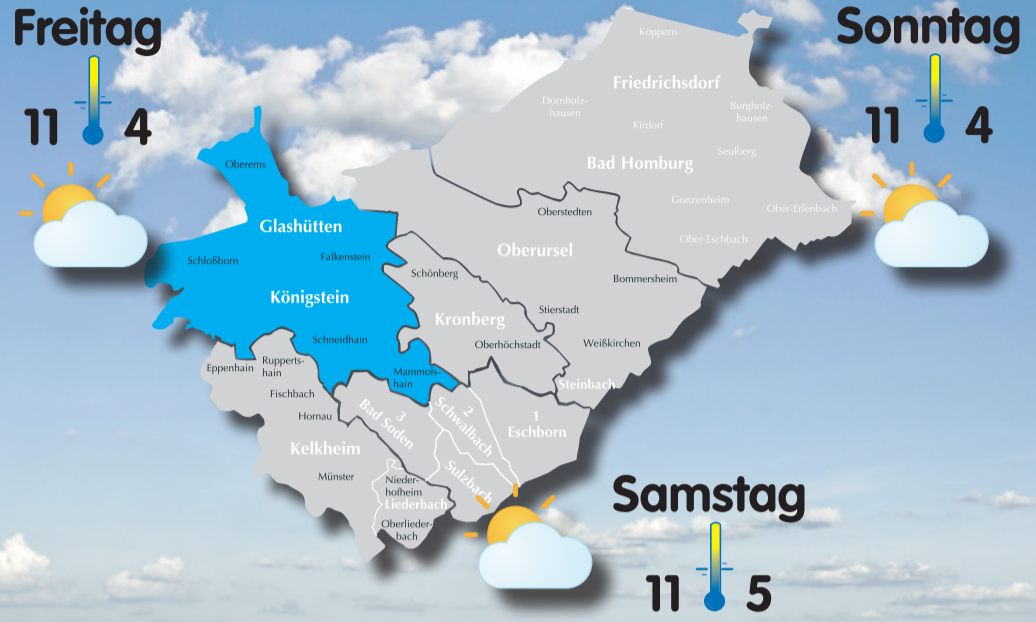 Freitag
11 4
Sonntag
11 4
Köppern
Friedrichsdorf
Dornholz-
hausen
Burgholz-
hausen
Kirdorf
Seulberg
Bad Homburg
Gonzenheim
Ober-Erlenbach
Ober-Eschbach
Oberems
Glashütten
Schloßborn
Falkenstein
Königstein
Schneidhain
Mammols-
hain
Oberstedten
Oberursel
Bommersheim
Stierstadt
Weißkirchen
Schönberg
Kronberg
Oberhöchstadt
Steinbach
Eppenhain
Rupperts-
hain
Fischbach
Hornau
Kelkheim
Münster
3
Bad Soden
2
Schwalbach
1
Eschborn
Sulzbach
Nieder-
hofheim
Liederbach
Oberlieder-
bach
Samstag
11 5